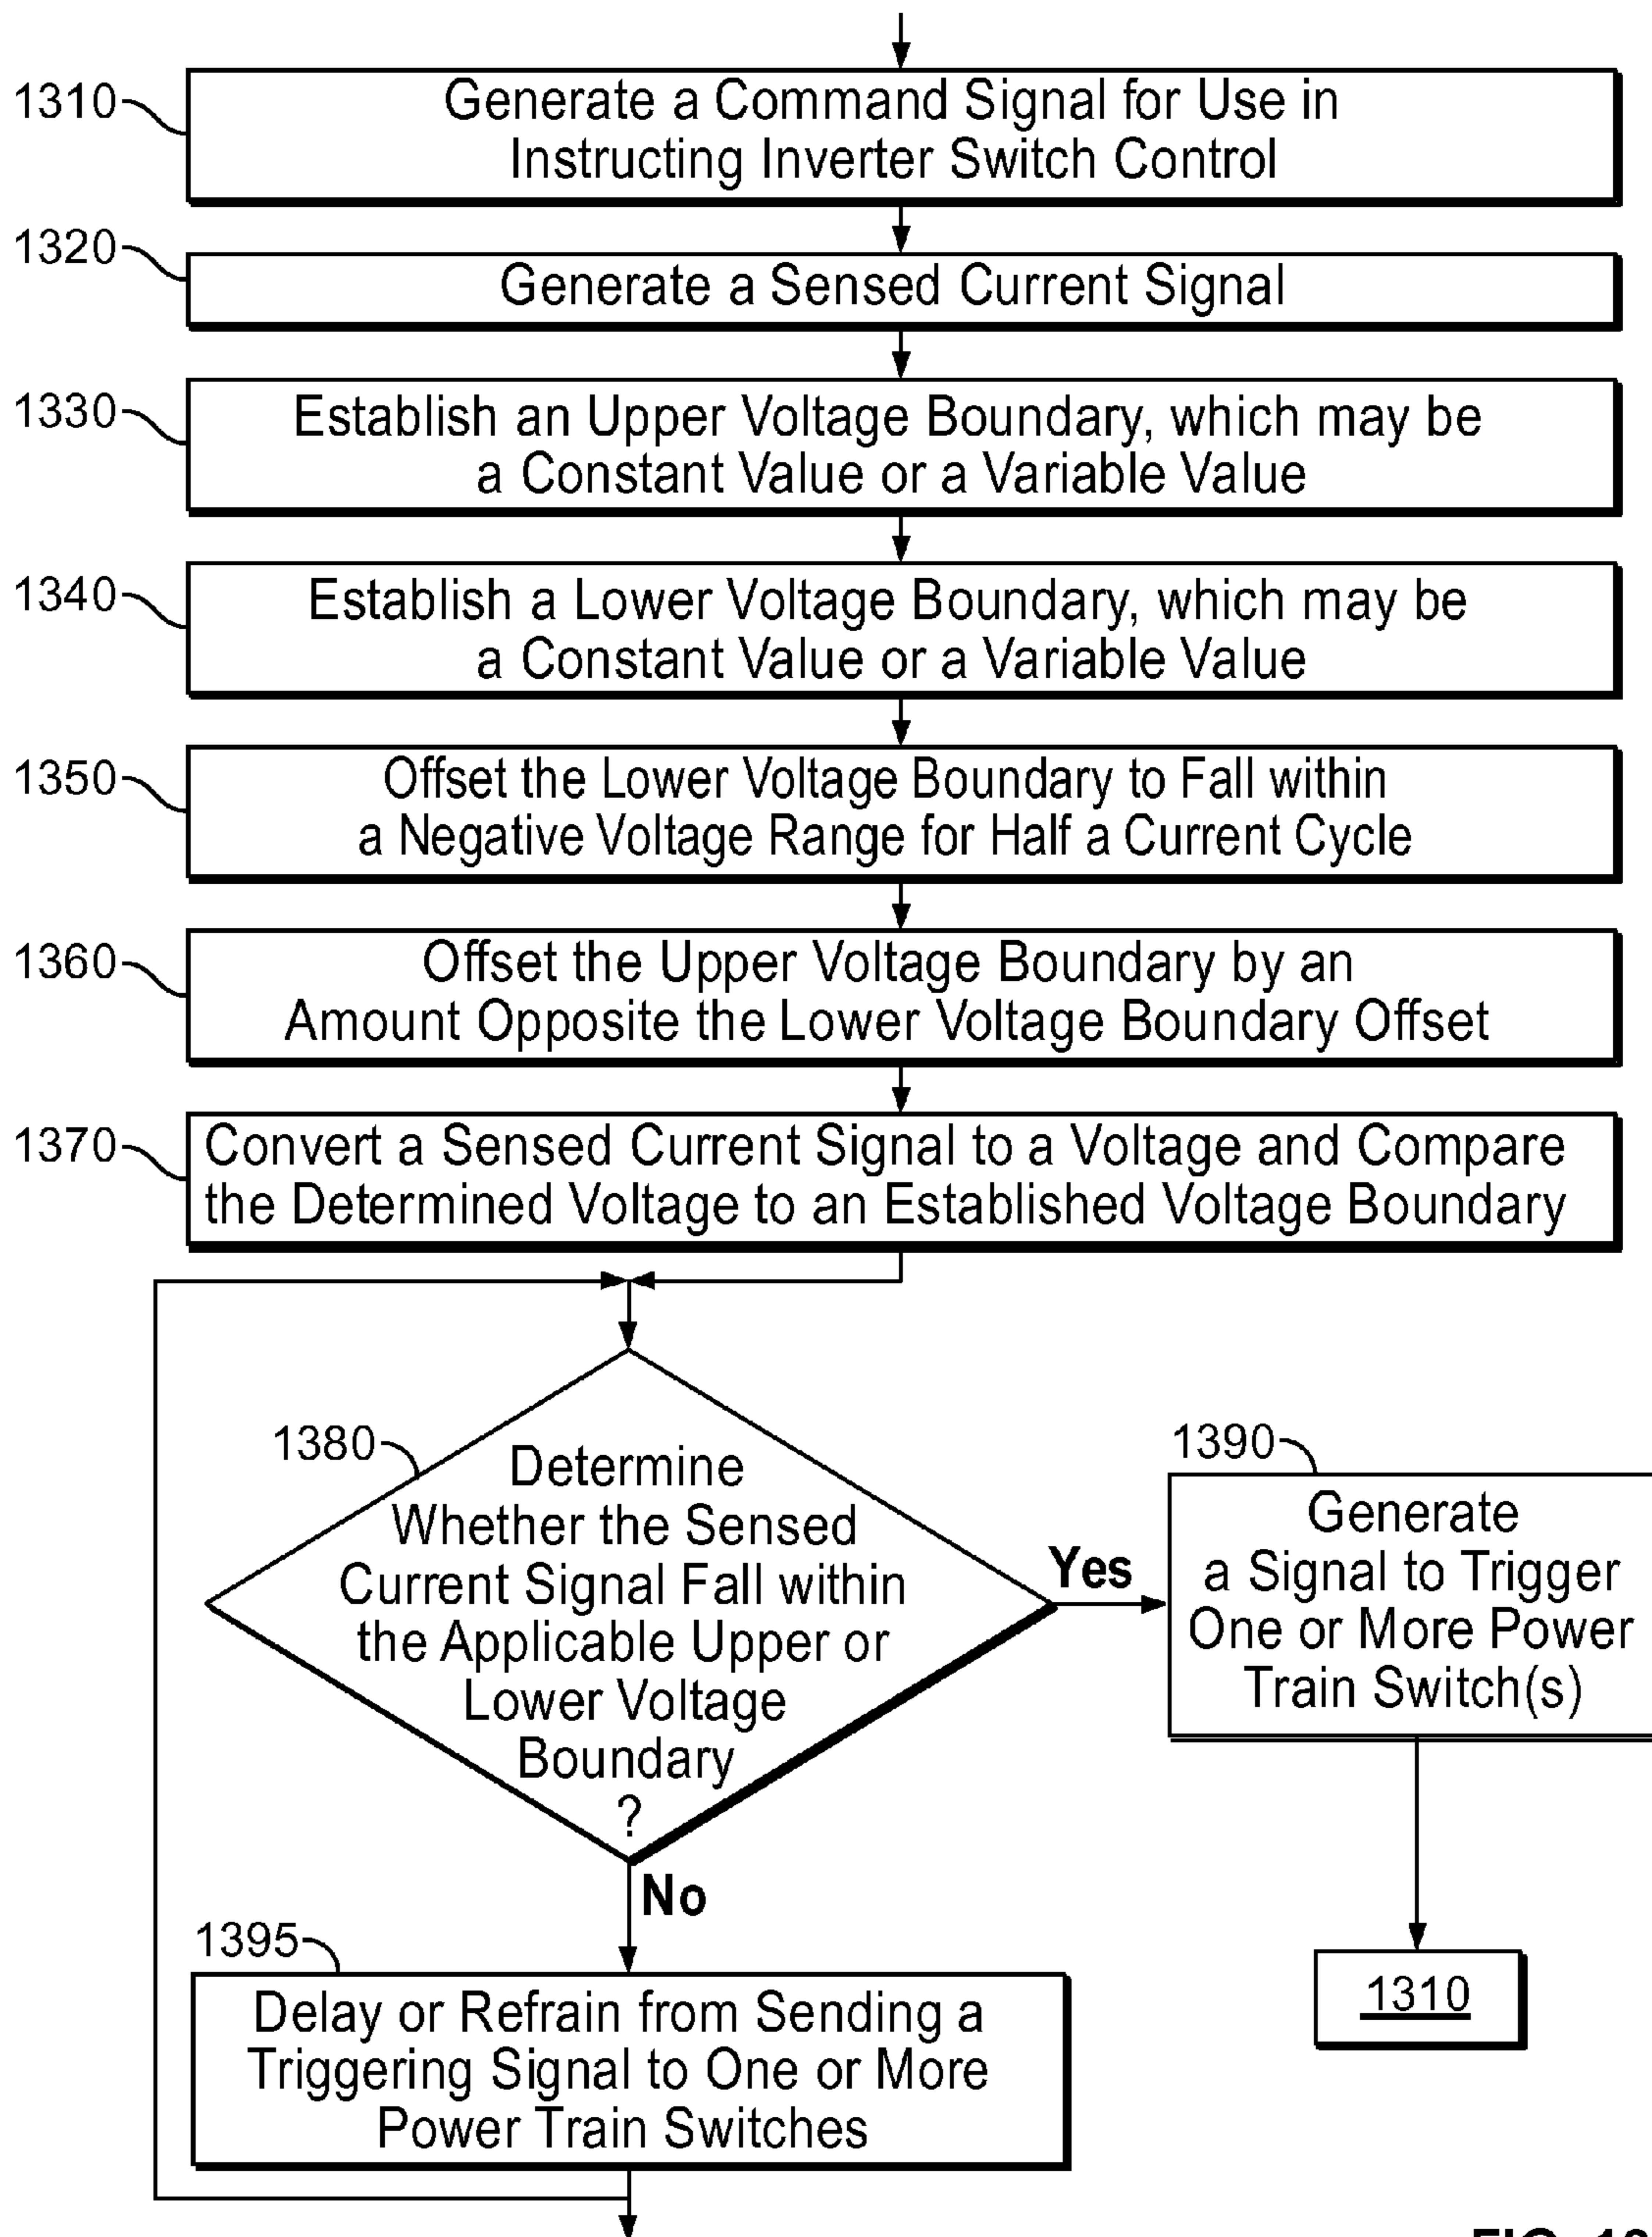 1310
Generate a Command Signal for Use in
Instructing Inverter Switch Control
1320
Generate a Sensed Current Signal
1330
Establish an Upper Voltage Boundary, which may be
a Constant Value or a Variable Value
1340
Establish a Lower Voltage Boundary, which may be
a Constant Value or a Variable Value
1350
Offset the Lower Voltage Boundary to Fall within
a Negative Voltage Range for Half a Current Cycle
1360
Offset the Upper Voltage Boundary by an
Amount Opposite the Lower Voltage Boundary Offset
1370
Convert a Sensed Current Signal to a Voltage and Compare
the Determined Voltage to an Established Voltage Boundary
1380
Determine
Whether the Sensed
Current Signal Fall within
the Applicable Upper or
Lower Voltage
Boundary
?
Yes
1390
Generate
a Signal to Trigger
One or More Power
Train Switch(s)
1310
No
1395
Delay or Refrain from Sending a
Triggering Signal to One or More
Power Train Switches